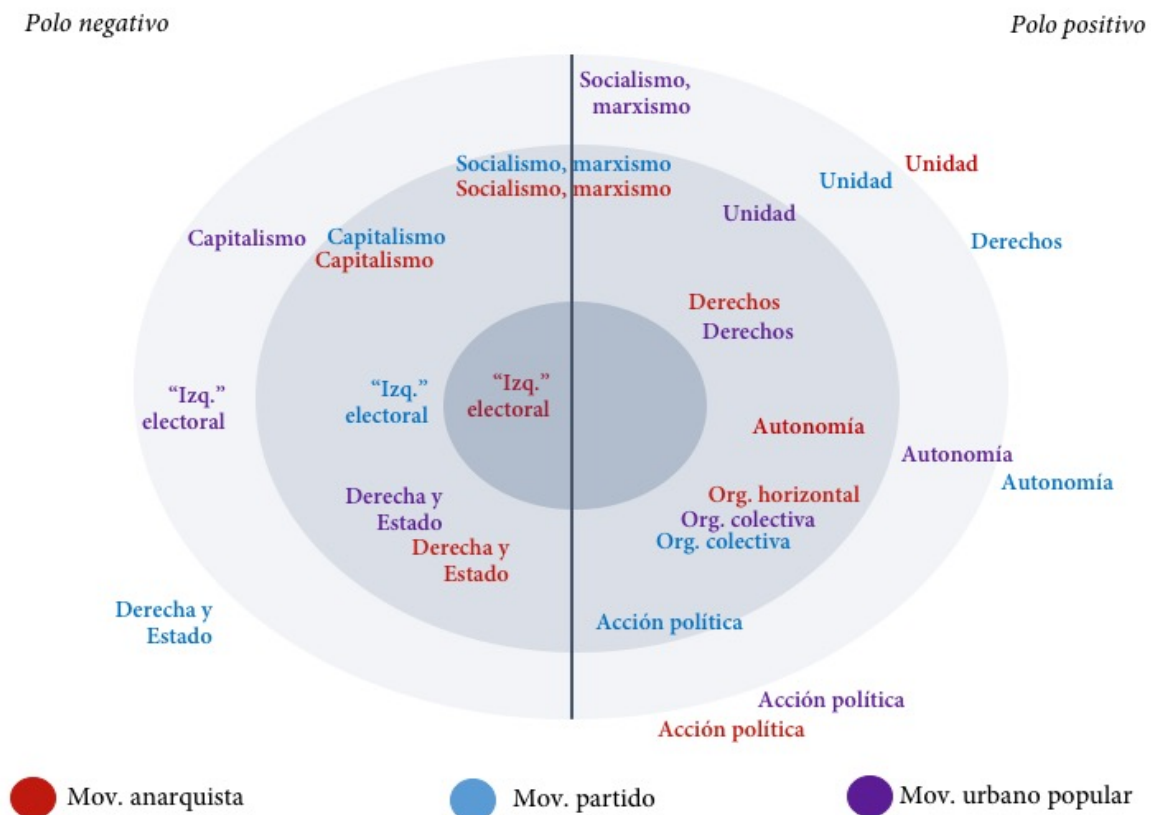 Polo negativo
Polo positivo
Socialismo,
marxismo
Socialismo, marxismo
Socialismo, marxismo
Unidad
Unidad
Unidad
Capitalismo
Capitalismo
Capitalismo
Derechos
Derechos
Derechos
“Izq.”
electoral
“Izq.”
electoral
“Izq.”
electoral
Autonomía
Autonomía
Autonomía
Derecha y
Estado
Org. horizontal
Org. colectiva
Org. colectiva
Derecha y
Estado
Derecha y
Estado
Acción política
Acción política
Acción política
Mov. anarquista
Mov. partido
Mov. urbano popular